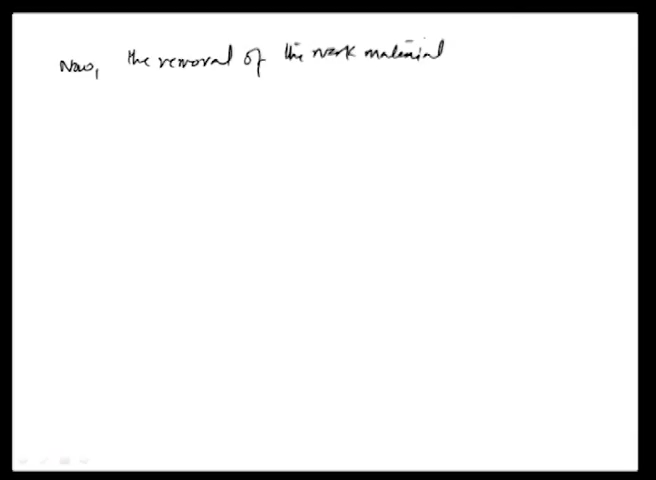 Now, the removal of the work material